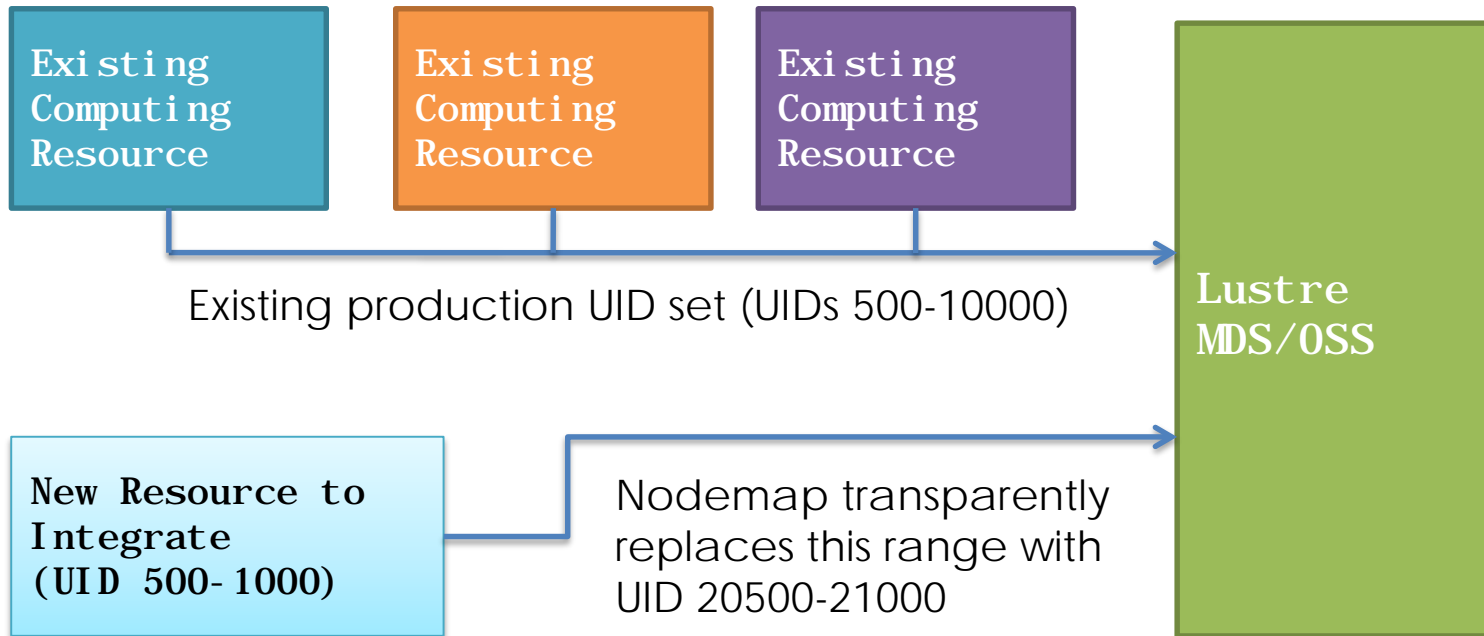 Existing
Computing
Resource
Existing
Computing
Resource
Existing
Computing
Resource
Existing production UID set (UIDs 500-10000)
Lustre
MDS/OSS
New Resource to
Integrate
(UID 500-1000)
Nodemap transparently
replaces this range with
UID 20500-21000